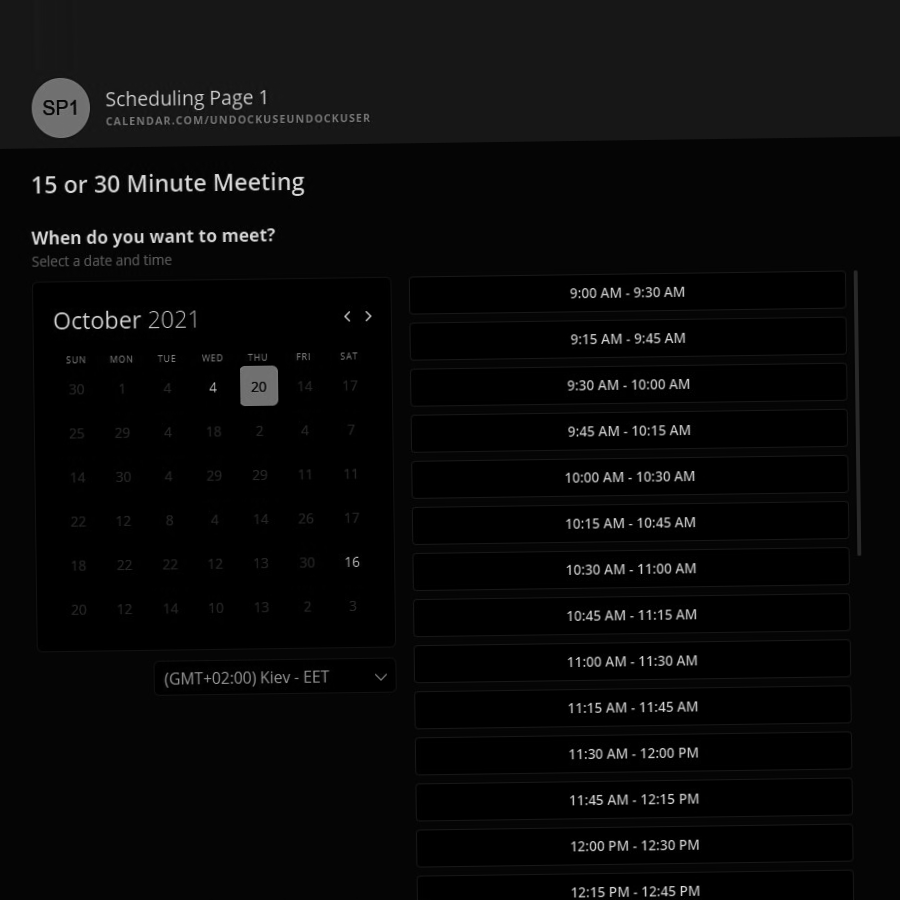 SP1
Scheduling Page 1
CALENDAR.COM/UNDOCKUSEUNDOCKUSER
15 or 30 Minute Meeting
When do you want to meet?
Select a date and time
October 2021
SUN MON TUE WED THU FRI SAT
30 1 4 4 20 14 17
25 29 4 18 2 4 7
14 30 4 29 29 11 11
22 12 8 4 14 26 17
18 22 22 12 13 30 16
20 12 14 10 13 2 3
(GMT+02:00) Kiev - EET
9:00 AM - 9:30 AM
9:15 AM - 9:45 AM
9:30 AM - 10:00 AM
9:45 AM - 10:15 AM
10:00 AM - 10:30 AM
10:15 AM - 10:45 AM
10:30 AM - 11:00 AM
10:45 AM - 11:15 AM
11:00 AM - 11:30 AM
11:15 AM - 11:45 AM
11:30 AM - 12:00 PM
11:45 AM - 12:15 PM
12:00 PM - 12:30 PM
12:15 PM - 12:45 PM